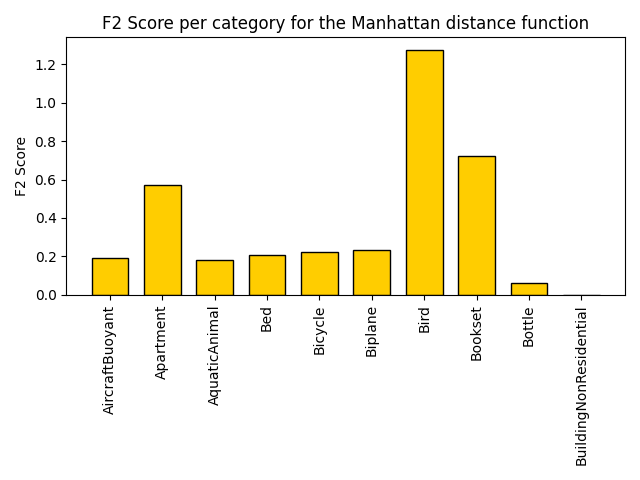 F2 Score per category for the Manhattan distance function
F2 Score
1.2
1.0
0.8
0.6
0.4
0.2
0.0
AircraftBuoyant
Apartment
AquaticAnimal
Bed
Bicycle
Biplane
Bird
Bookset
Bottle
BuildingNonResidential